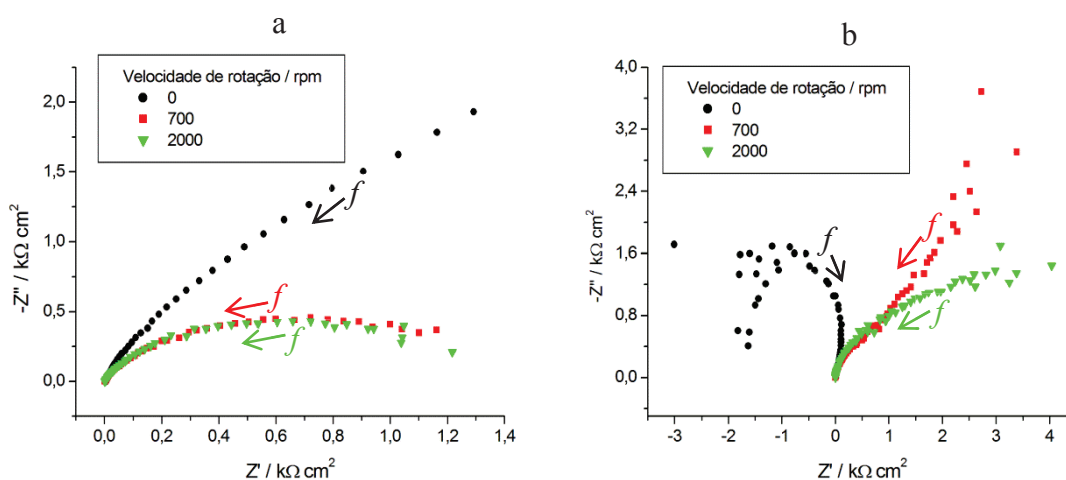 a
Velocidade de rotação / rpm
0
700
2000
2,0
1,5
1,0
0,5
0,0
-Z'' / kΩ cm²
f
f
f
0,0
0,2
0,4
0,6
0,8
1,0
1,2
1,4
Z' / kΩ cm²
b
Velocidade de rotação / rpm
0
700
2000
4,0
3,2
2,4
1,6
0,8
0,0
-Z'' / kΩ cm²
f
f
f
-3
-2
-1
0
1
2
3
4
Z' / kΩ cm²